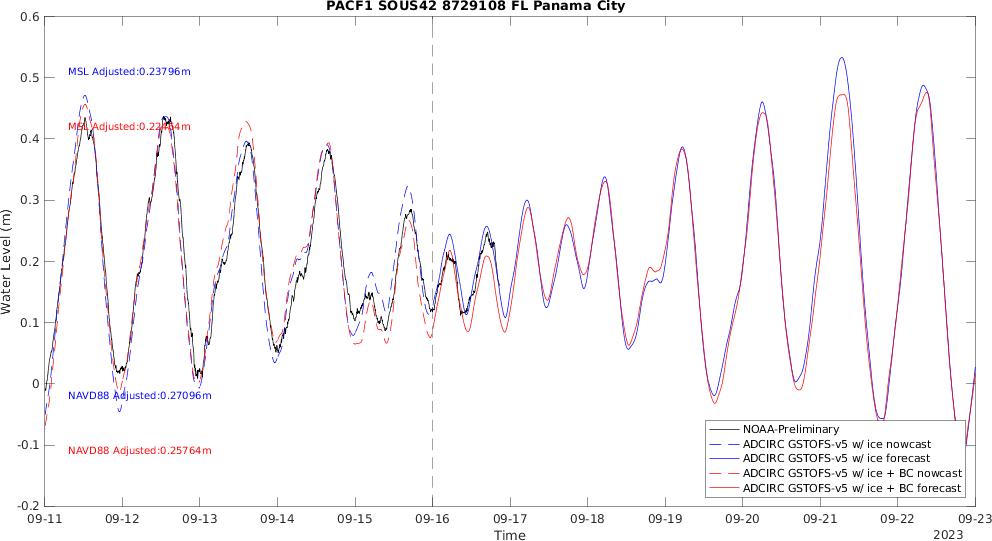 PACF1 SOUS42 8729108 FL Panama City
0.6
0.5
0.4
0.3
0.2
0.1
0
-0.1
-0.2
Water Level (m)
MSL Adjusted:0.23796m
MSL Adjusted:0.22464m
NAVD88 Adjusted:0.27096m
NAVD88 Adjusted:0.25764m
NOAA-Preliminary
ADCIRC GSTOFS-v5 w/ ice nowcast
ADCIRC GSTOFS-v5 w/ ice forecast
ADCIRC GSTOFS-v5 w/ ice + BC nowcast
ADCIRC GSTOFS-v5 w/ ice + BC forecast
09-11 09-12 09-13 09-14 09-15 09-16 09-17 09-18 09-19 09-20 09-21 09-22 09-23
Time
2023